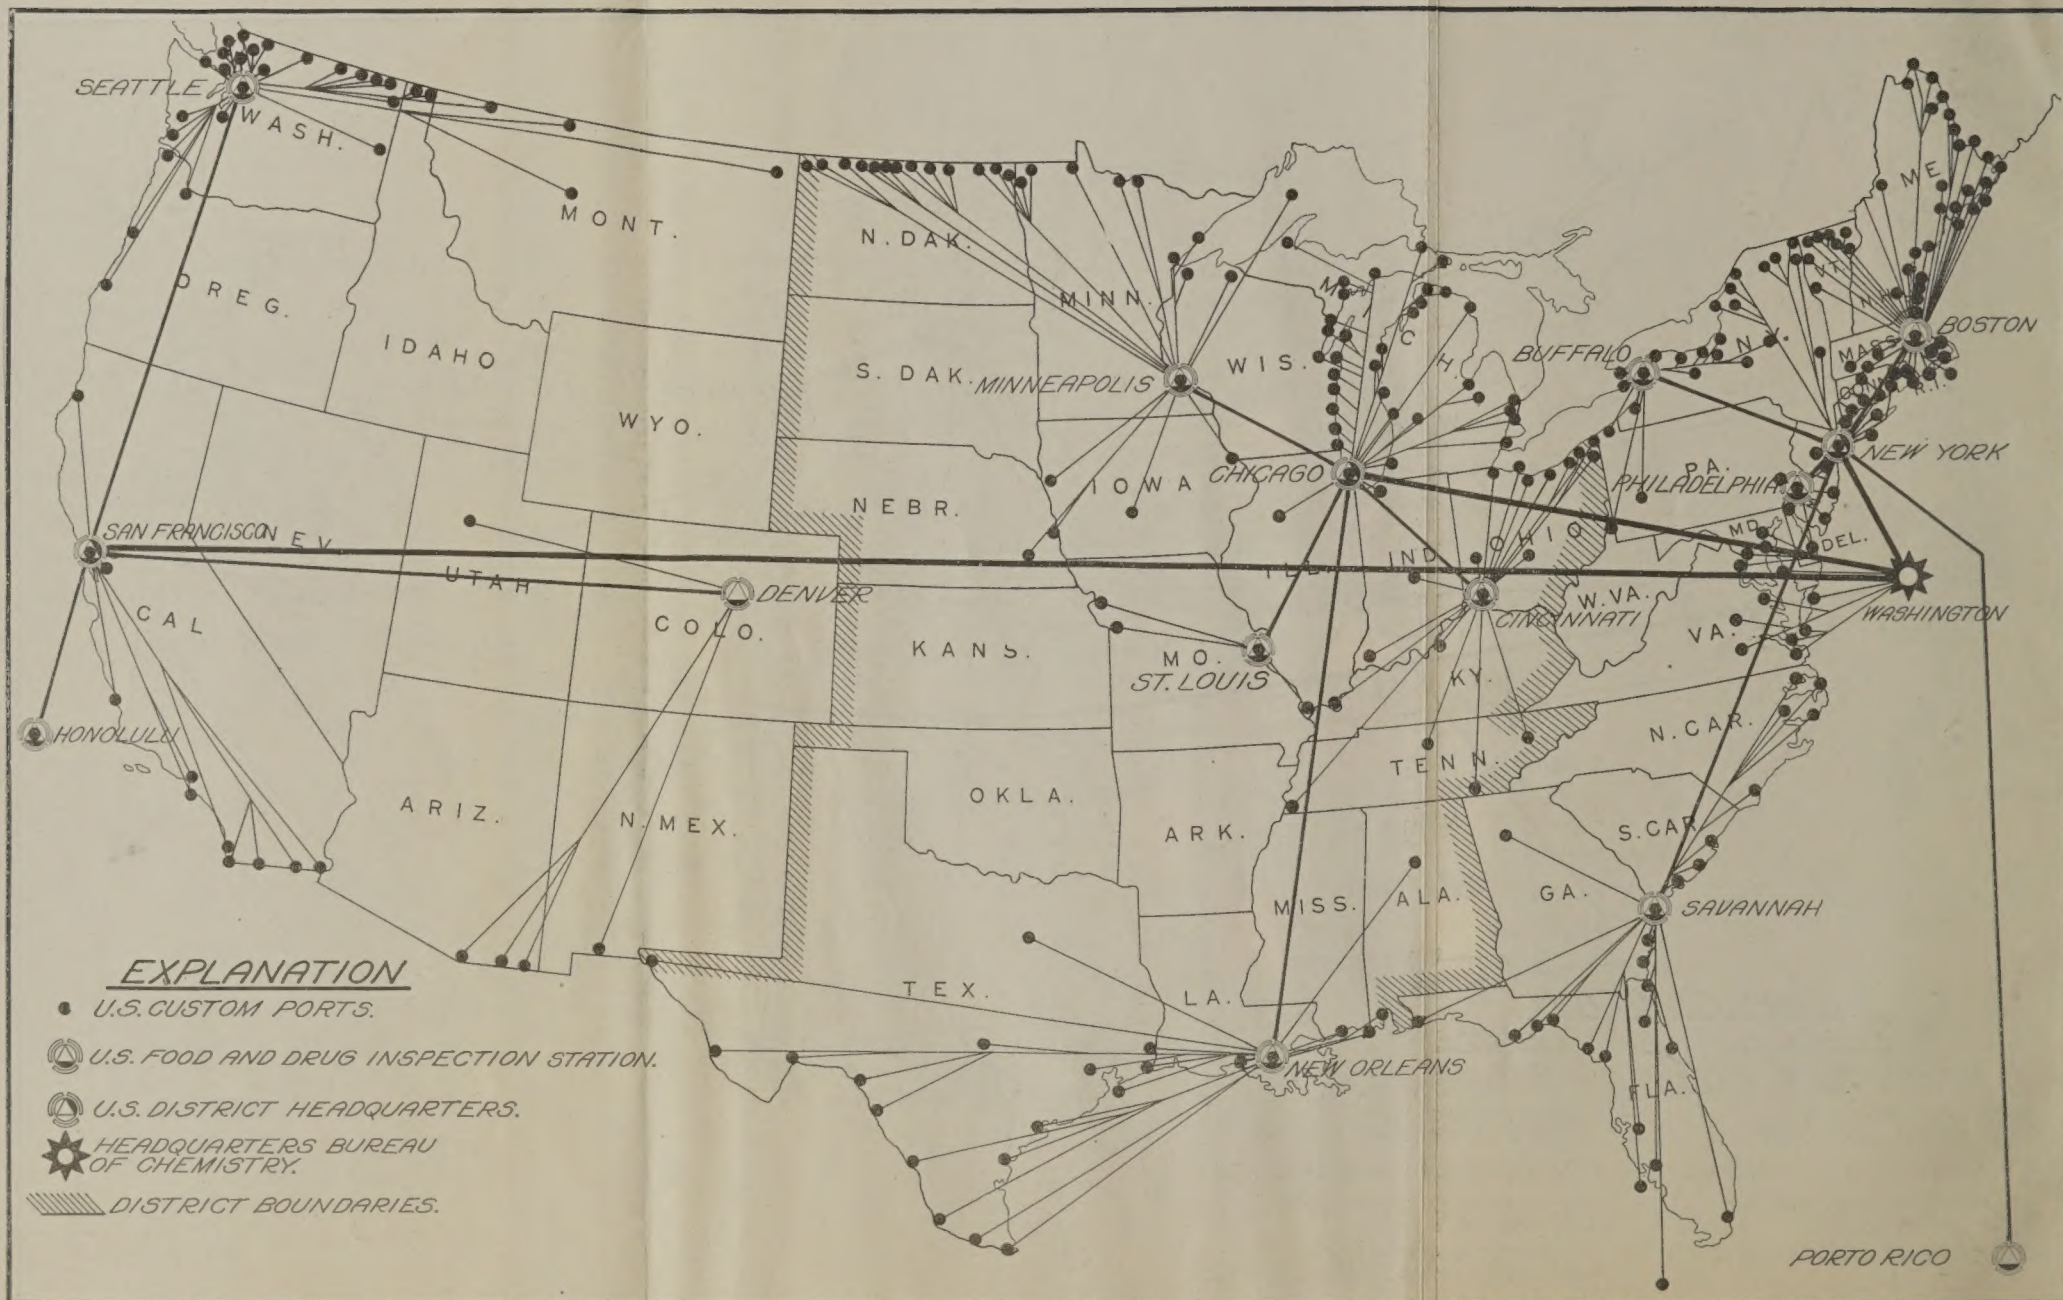 SEATTLE
WASH.
MONT.
N. DAK.
MINN.
ME
OREG.
IDAHO
S. DAK.
MINNEAPOLIS
WIS.
MICH.
BUFFALO
N.Y.
VT.
N.H.
BOSTON
MASS
CONN.
R.I.
WYO.
NEBR.
IOWA
CHICAGO
PA.
PHILADELPHIA
NEW YORK
SAN FRANCISCO
NEV
UTAH
DENVER
COLO.
CAL
KANS.
MO.
ST. LOUIS
ILL.
IND
OHIO
CINCINNATI
W.VA.
MD.
DEL.
WASHINGTON
VA.
KY.
HONOLULU
ARIZ.
N. MEX.
OKLA.
ARK.
TENN.
N. CAR.
S. CAR
MISS.
ALA.
GA.
SAVANNAH
TEX.
LA.
NEW ORLEANS
FLA.
PORTO RICO
EXPLANATION
U.S. CUSTOM PORTS.
U.S. FOOD AND DRUG INSPECTION STATION.
U.S. DISTRICT HEADQUARTERS.
HEADQUARTERS BUREAU
OF CHEMISTRY.
DISTRICT BOUNDARIES.